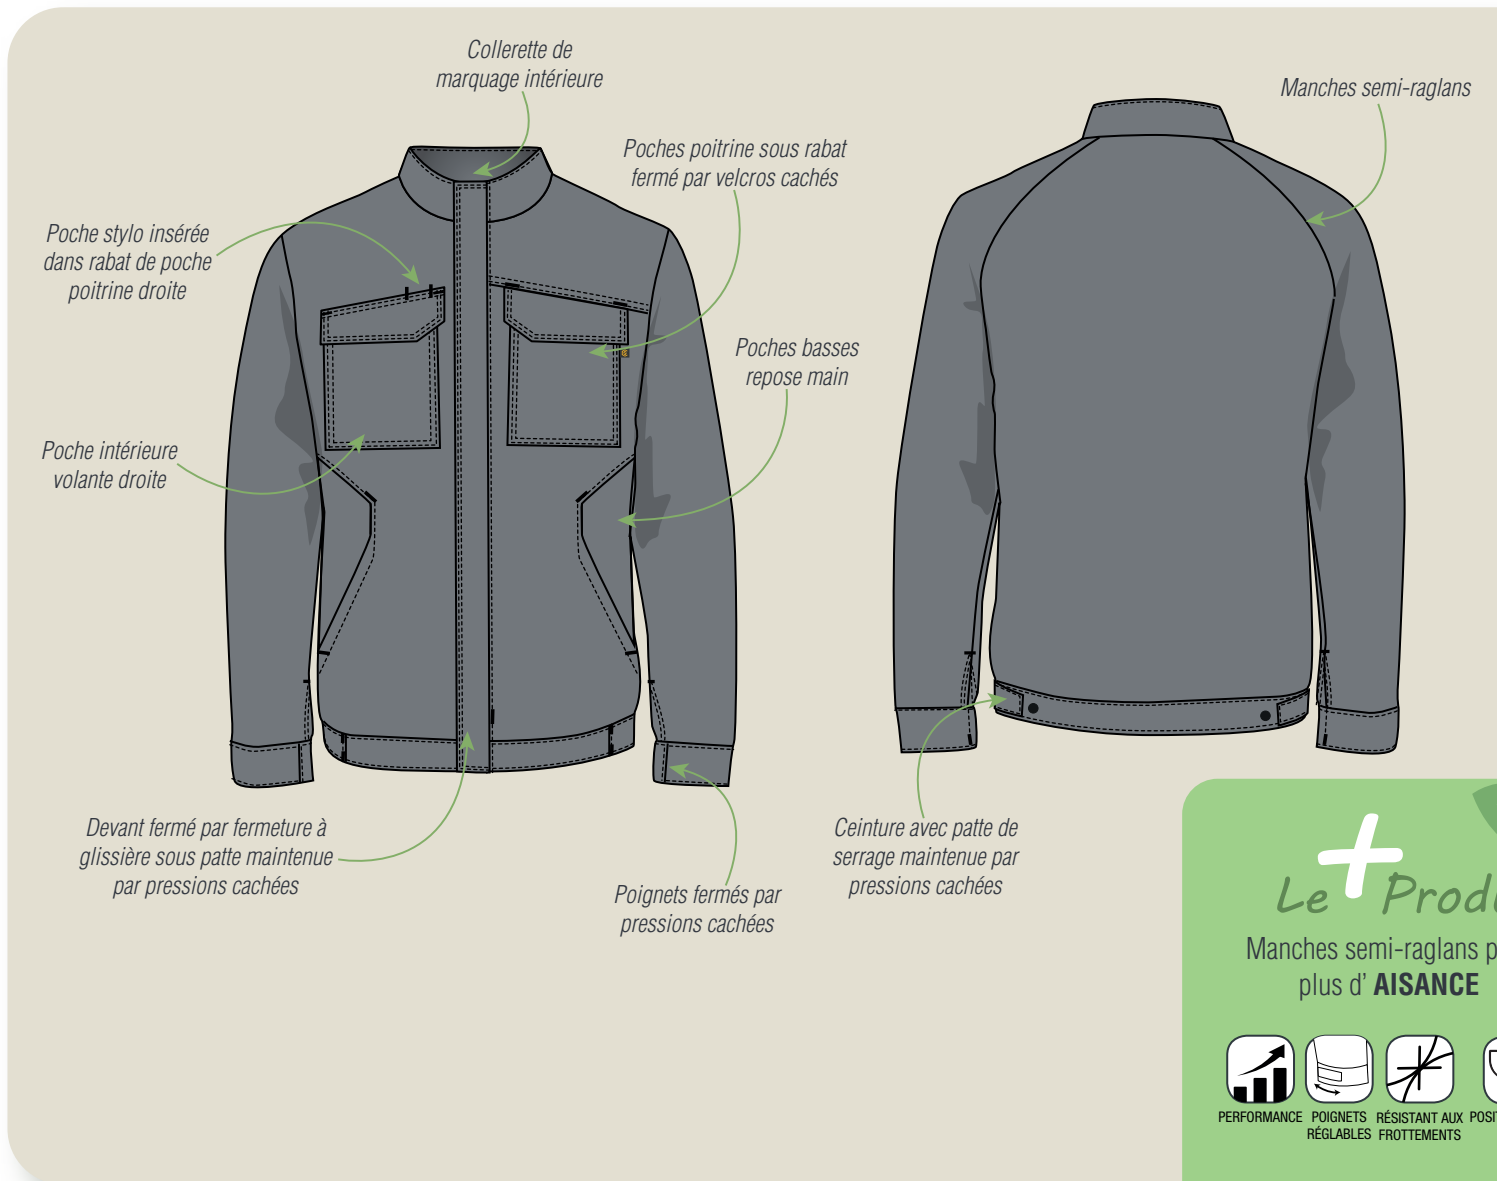 Collerette de
marquage intérieure
Manches semi-raglans
Poches poitrine sous rabat
fermé par velcros cachés
Poche stylo insérée
dans rabat de poche
poitrine droite
Poches basses
repose main
Poche intérieure
volante droite
Devant fermé par fermeture à
glissière sous patte maintenue
par pressions cachées
Poignets fermés par
pressions cachées
Ceinture avec patte de
serrage maintenue par
pressions cachées
Le + Prod
Manches semi-raglans p
plus d' AISANCE
PERFORMANCE
POIGNETS
RÉGLABLES
RÉSISTANT AUX
FROTTEMENTS
POSIT